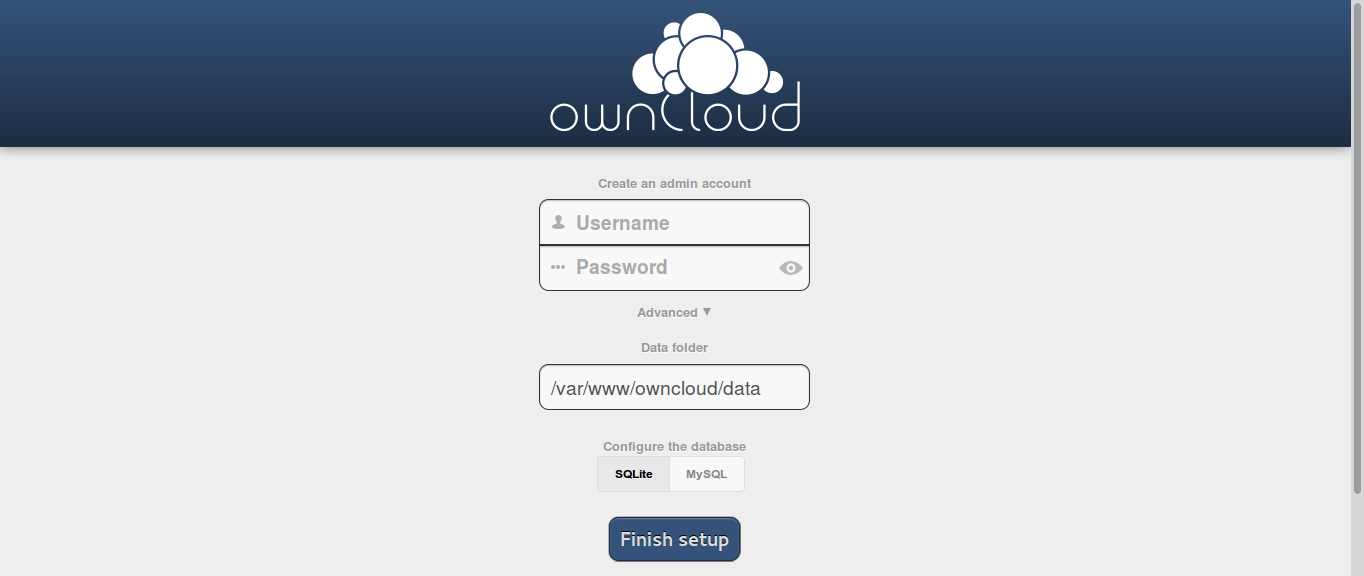 ownCloud
Create an admin account
Username
Password
Advanced ▼
Data folder
/var/www/owncloud/data
Configure the database
SQLite MySQL
Finish setup